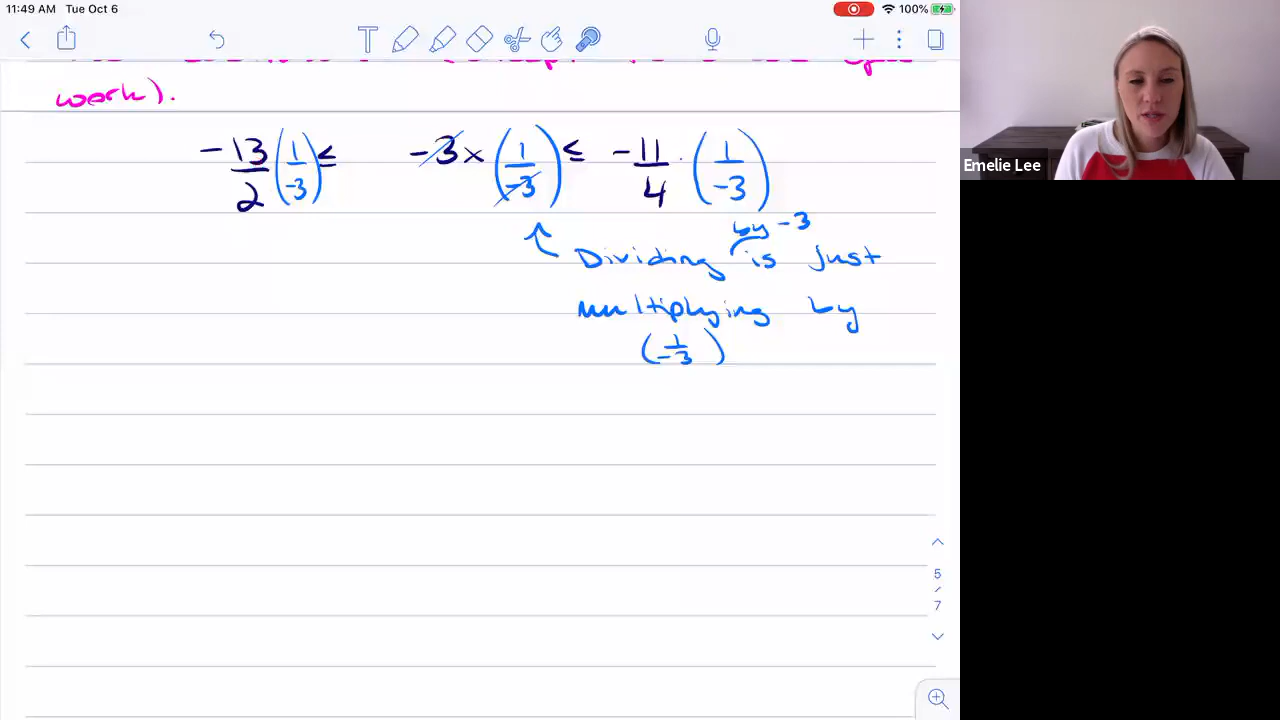 11:49 AM Tue Oct 6
100%
work).
-13/2 (1/-3) ≤ -3x (1/-3) ≤ -11/4 · (1/-3)
by -3
Dividing is just
multiplying by
(1/-3)
5
7
Emelie Lee